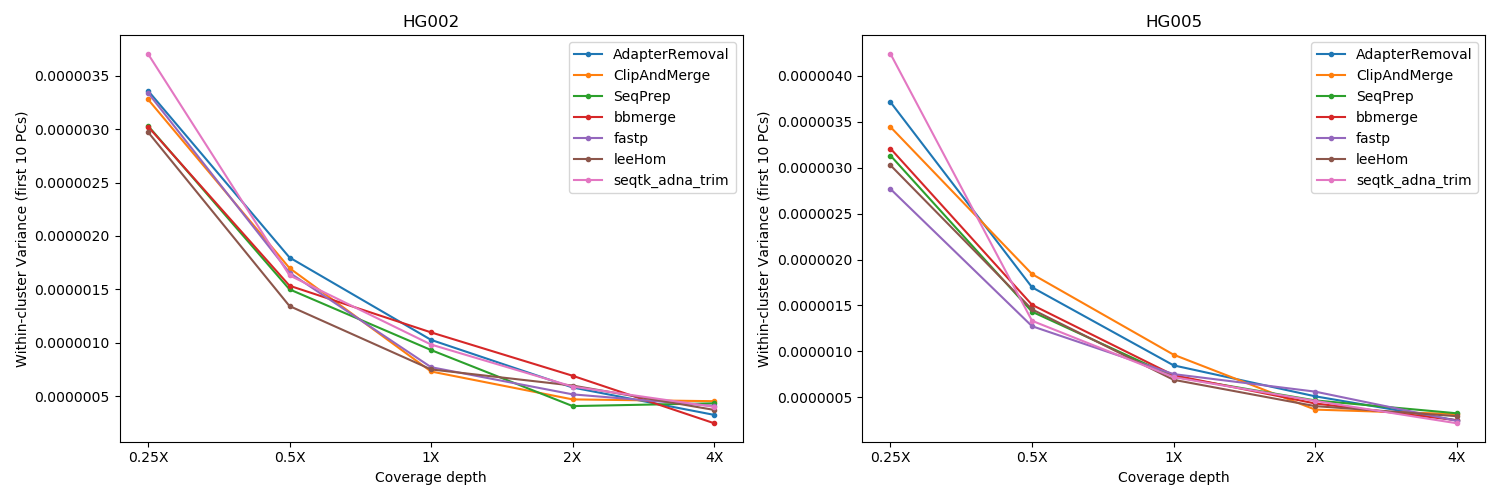 HG002
Within-cluster Variance (first 10 PCs)
0.0000035
0.0000030
0.0000025
0.0000020
0.0000015
0.0000010
0.0000005
AdapterRemoval
ClipAndMerge
SeqPrep
bbmerge
fastp
leeHom
seqtk_adna_trim
0.25X 0.5X 1X 2X 4X
Coverage depth
HG005
Within-cluster Variance (first 10 PCs)
0.0000040
0.0000035
0.0000030
0.0000025
0.0000020
0.0000015
0.0000010
0.0000005
AdapterRemoval
ClipAndMerge
SeqPrep
bbmerge
fastp
leeHom
seqtk_adna_trim
0.25X 0.5X 1X 2X 4X
Coverage depth